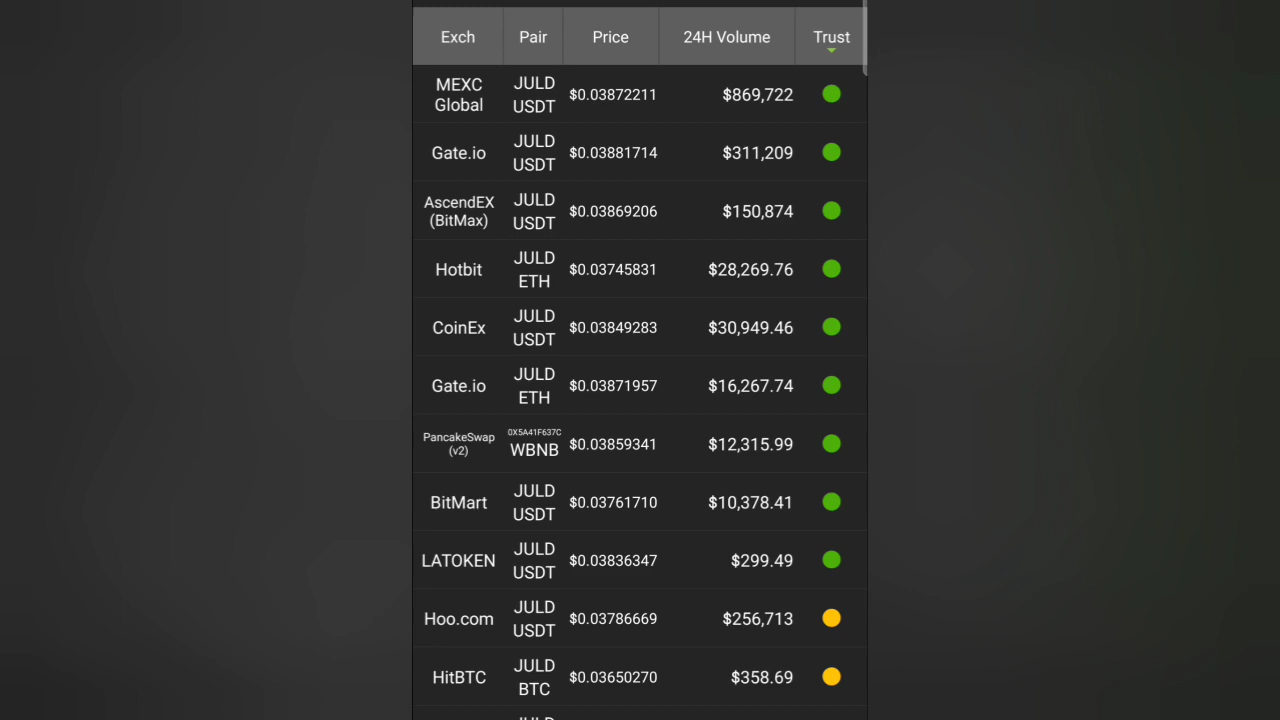 Exch Pair Price 24H Volume Trust
MEXC Global JULD USDT $0.03872211 $869,722
Gate.io JULD USDT $0.03881714 $311,209
AscendEX (BitMax) JULD USDT $0.03869206 $150,874
Hotbit JULD ETH $0.03745831 $28,269.76
CoinEx JULD USDT $0.03849283 $30,949.46
Gate.io JULD ETH $0.03871957 $16,267.74
PancakeSwap (v2) 0X5A41F637C WBNB $0.03859341 $12,315.99
BitMart JULD USDT $0.03761710 $10,378.41
LATOKEN JULD USDT $0.03836347 $299.49
Hoo.com JULD USDT $0.03786669 $256,713
HitBTC JULD BTC $0.03650270 $358.69